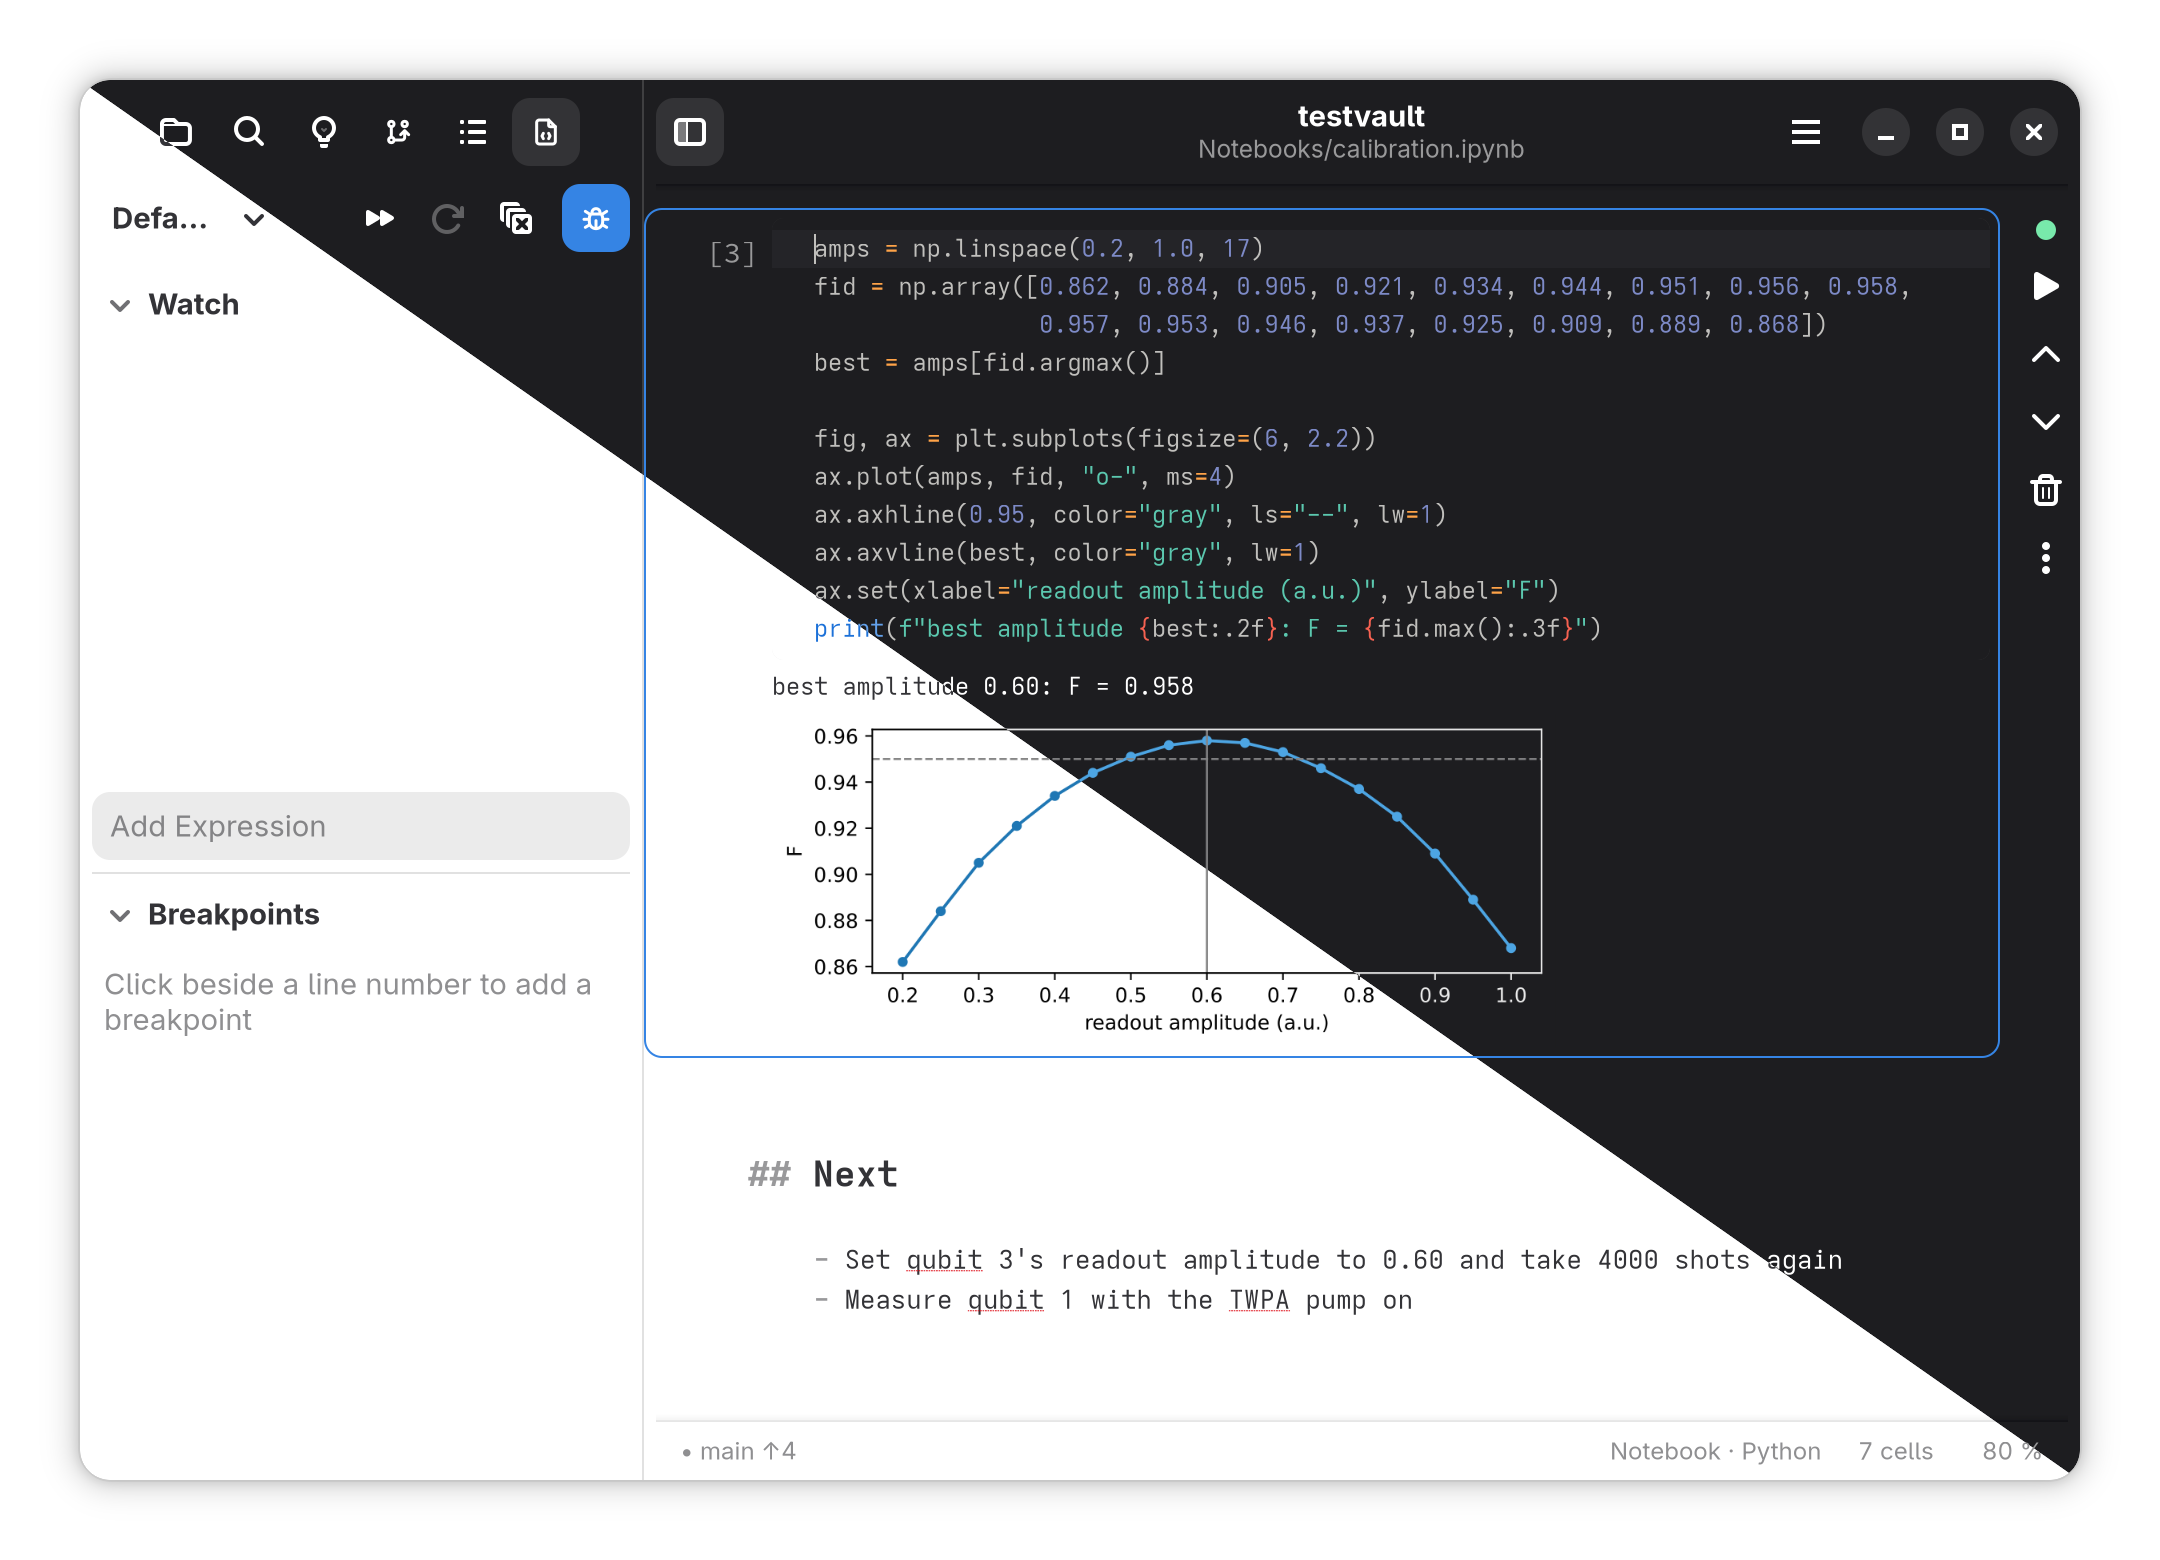 testvault
Notebooks/calibration.ipynb
Defa...
Watch
Add Expression
Breakpoints
Click beside a line number to add a
breakpoint
[3]
amps = np.linspace(0.2, 1.0, 17)
fid = np.array([0.862, 0.884, 0.905, 0.921, 0.934, 0.944, 0.951, 0.956, 0.958,
0.957, 0.953, 0.946, 0.937, 0.925, 0.909, 0.889, 0.868])
best = amps[fid.argmax()]
fig, ax = plt.subplots(figsize=(6, 2.2))
ax.plot(amps, fid, "o-", ms=4)
ax.axhline(0.95, color="gray", ls="--", lw=1)
ax.axvline(best, color="gray", lw=1)
ax.set(xlabel="readout amplitude (a.u.)", ylabel="F")
print(f"best amplitude {best:.2f}: F = {fid.max():.3f}")
best amplitude 0.60: F = 0.958
0.96
0.94
0.92
0.90
0.88
0.86
F
0.2 0.3 0.4 0.5 0.6 0.7 0.8 0.9 1.0
readout amplitude (a.u.)
## Next
- Set qubit 3's readout amplitude to 0.60 and take 4000 shots again
- Measure qubit 1 with the TWPA pump on
• main ↑4
Notebook · Python 7 cells 80 %